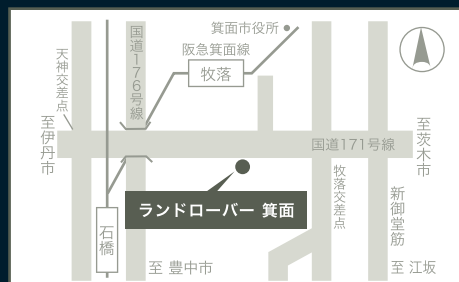 箕面市役所
阪急箕面線
牧落
国道176号線
天神交差点
至伊丹市
国道171号線
至茨木市
ランドローバー 箕面
牧落交差点
新御堂筋
石橋
至 豊中市
至 江坂